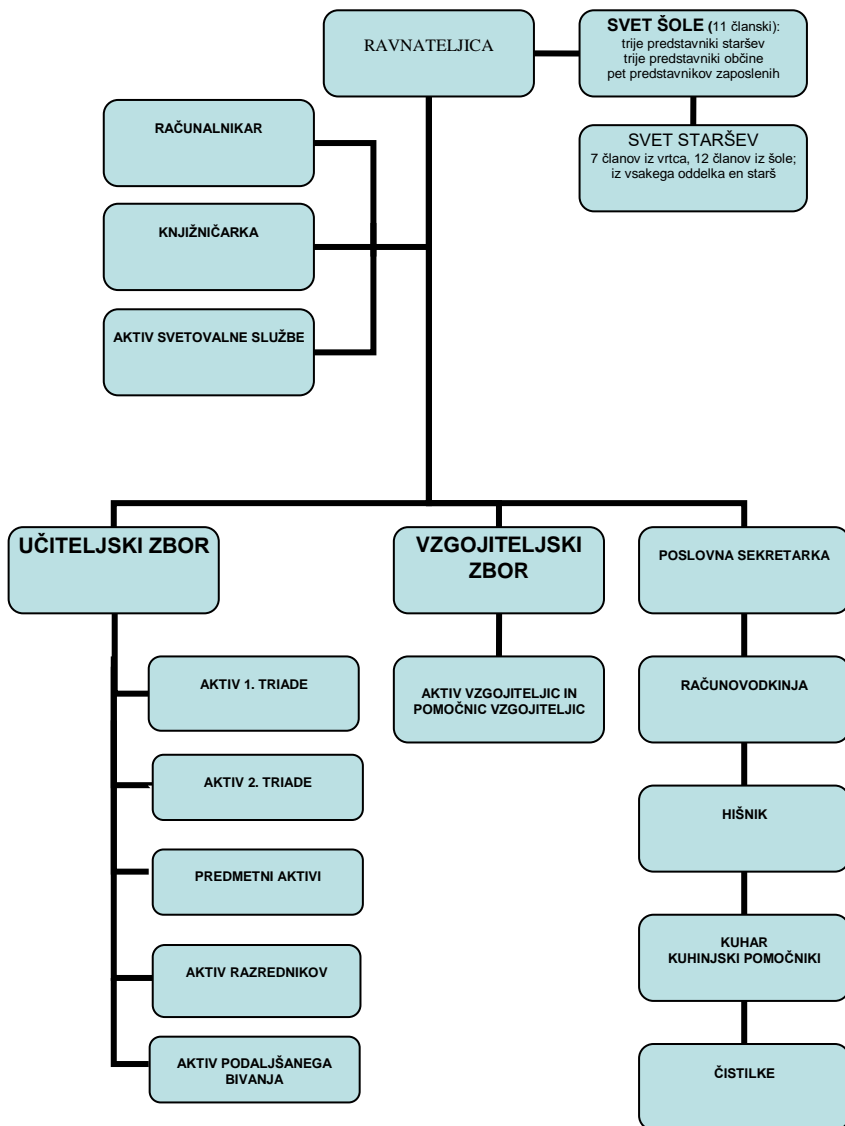 RAVNATELJICA
SVET ŠOLE (11 članski):
trije predstavniki staršev
trije predstavniki občine
pet predstavnikov zaposlenih
SVET STARŠEV
7 članov iz vrtca, 12 članov iz šole;
iz vsakega oddelka en starš
RAČUNALNIKAR
KNJIŽNIČARKA
AKTIV SVETOVALNE SLUŽBE
UČITELJSKI ZBOR
AKTIV 1. TRIADE
AKTIV 2. TRIADE
PREDMETNI AKTIVI
AKTIV RAZREDNIKOV
AKTIV PODALJŠANEGA
BIVANJA
VZGOJITELJSKI
ZBOR
AKTIV VZGOJITELJIC IN
POMOČNIC VZGOJITELJIC
POSLOVNA SEKRETARKA
RAČUNOVODKINJA
HIŠNIK
KUHAR
KUHINJSKI POMOČNIKI
ČISTILKE